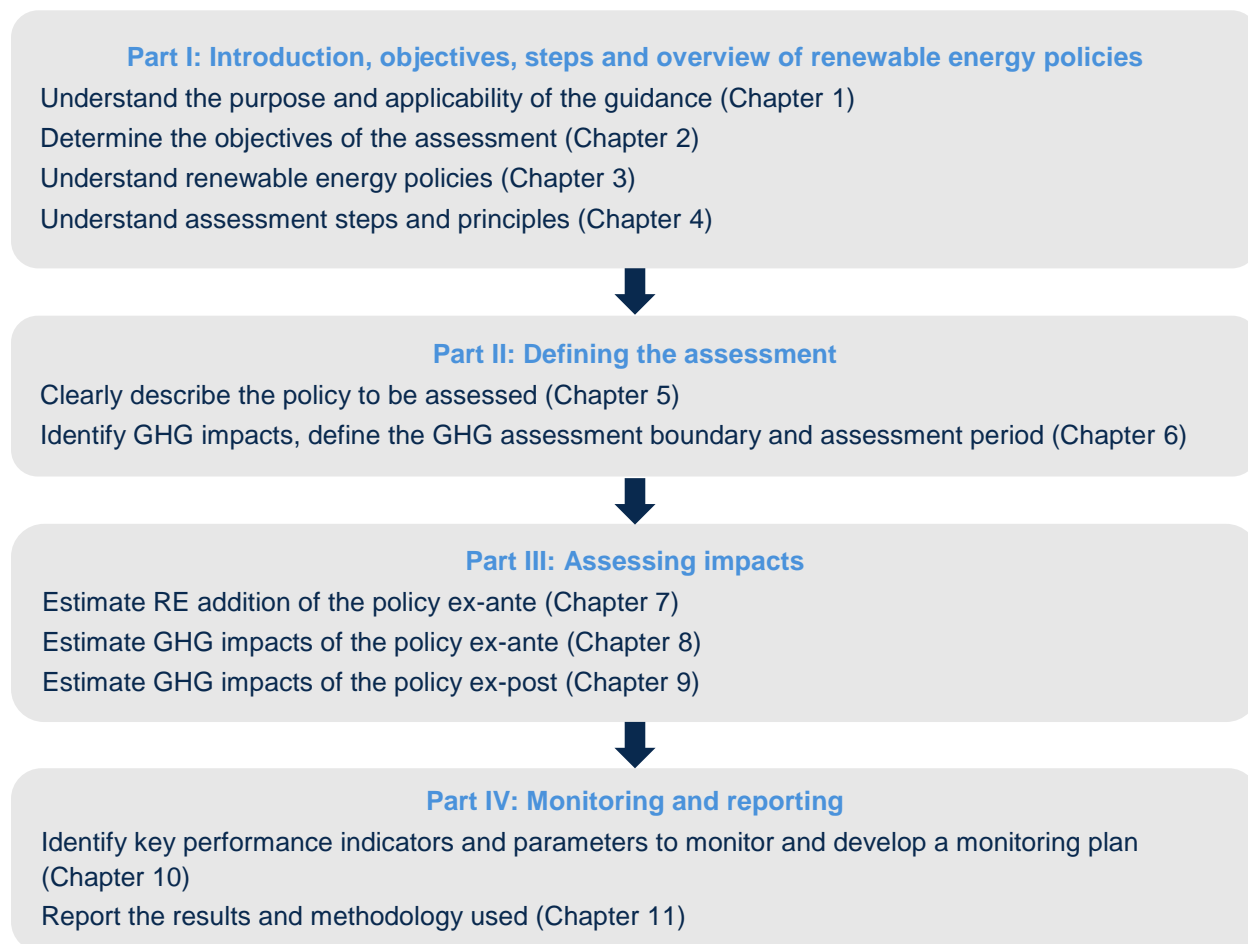 Part I: Introduction, objectives, steps and overview of renewable energy policies
Understand the purpose and applicability of the guidance (Chapter 1)
Determine the objectives of the assessment (Chapter 2)
Understand renewable energy policies (Chapter 3)
Understand assessment steps and principles (Chapter 4)
Part II: Defining the assessment
Clearly describe the policy to be assessed (Chapter 5)
Identify GHG impacts, define the GHG assessment boundary and assessment period (Chapter 6)
Part III: Assessing impacts
Estimate RE addition of the policy ex-ante (Chapter 7)
Estimate GHG impacts of the policy ex-ante (Chapter 8)
Estimate GHG impacts of the policy ex-post (Chapter 9)
Part IV: Monitoring and reporting
Identify key performance indicators and parameters to monitor and develop a monitoring plan
(Chapter 10)
Report the results and methodology used (Chapter 11)